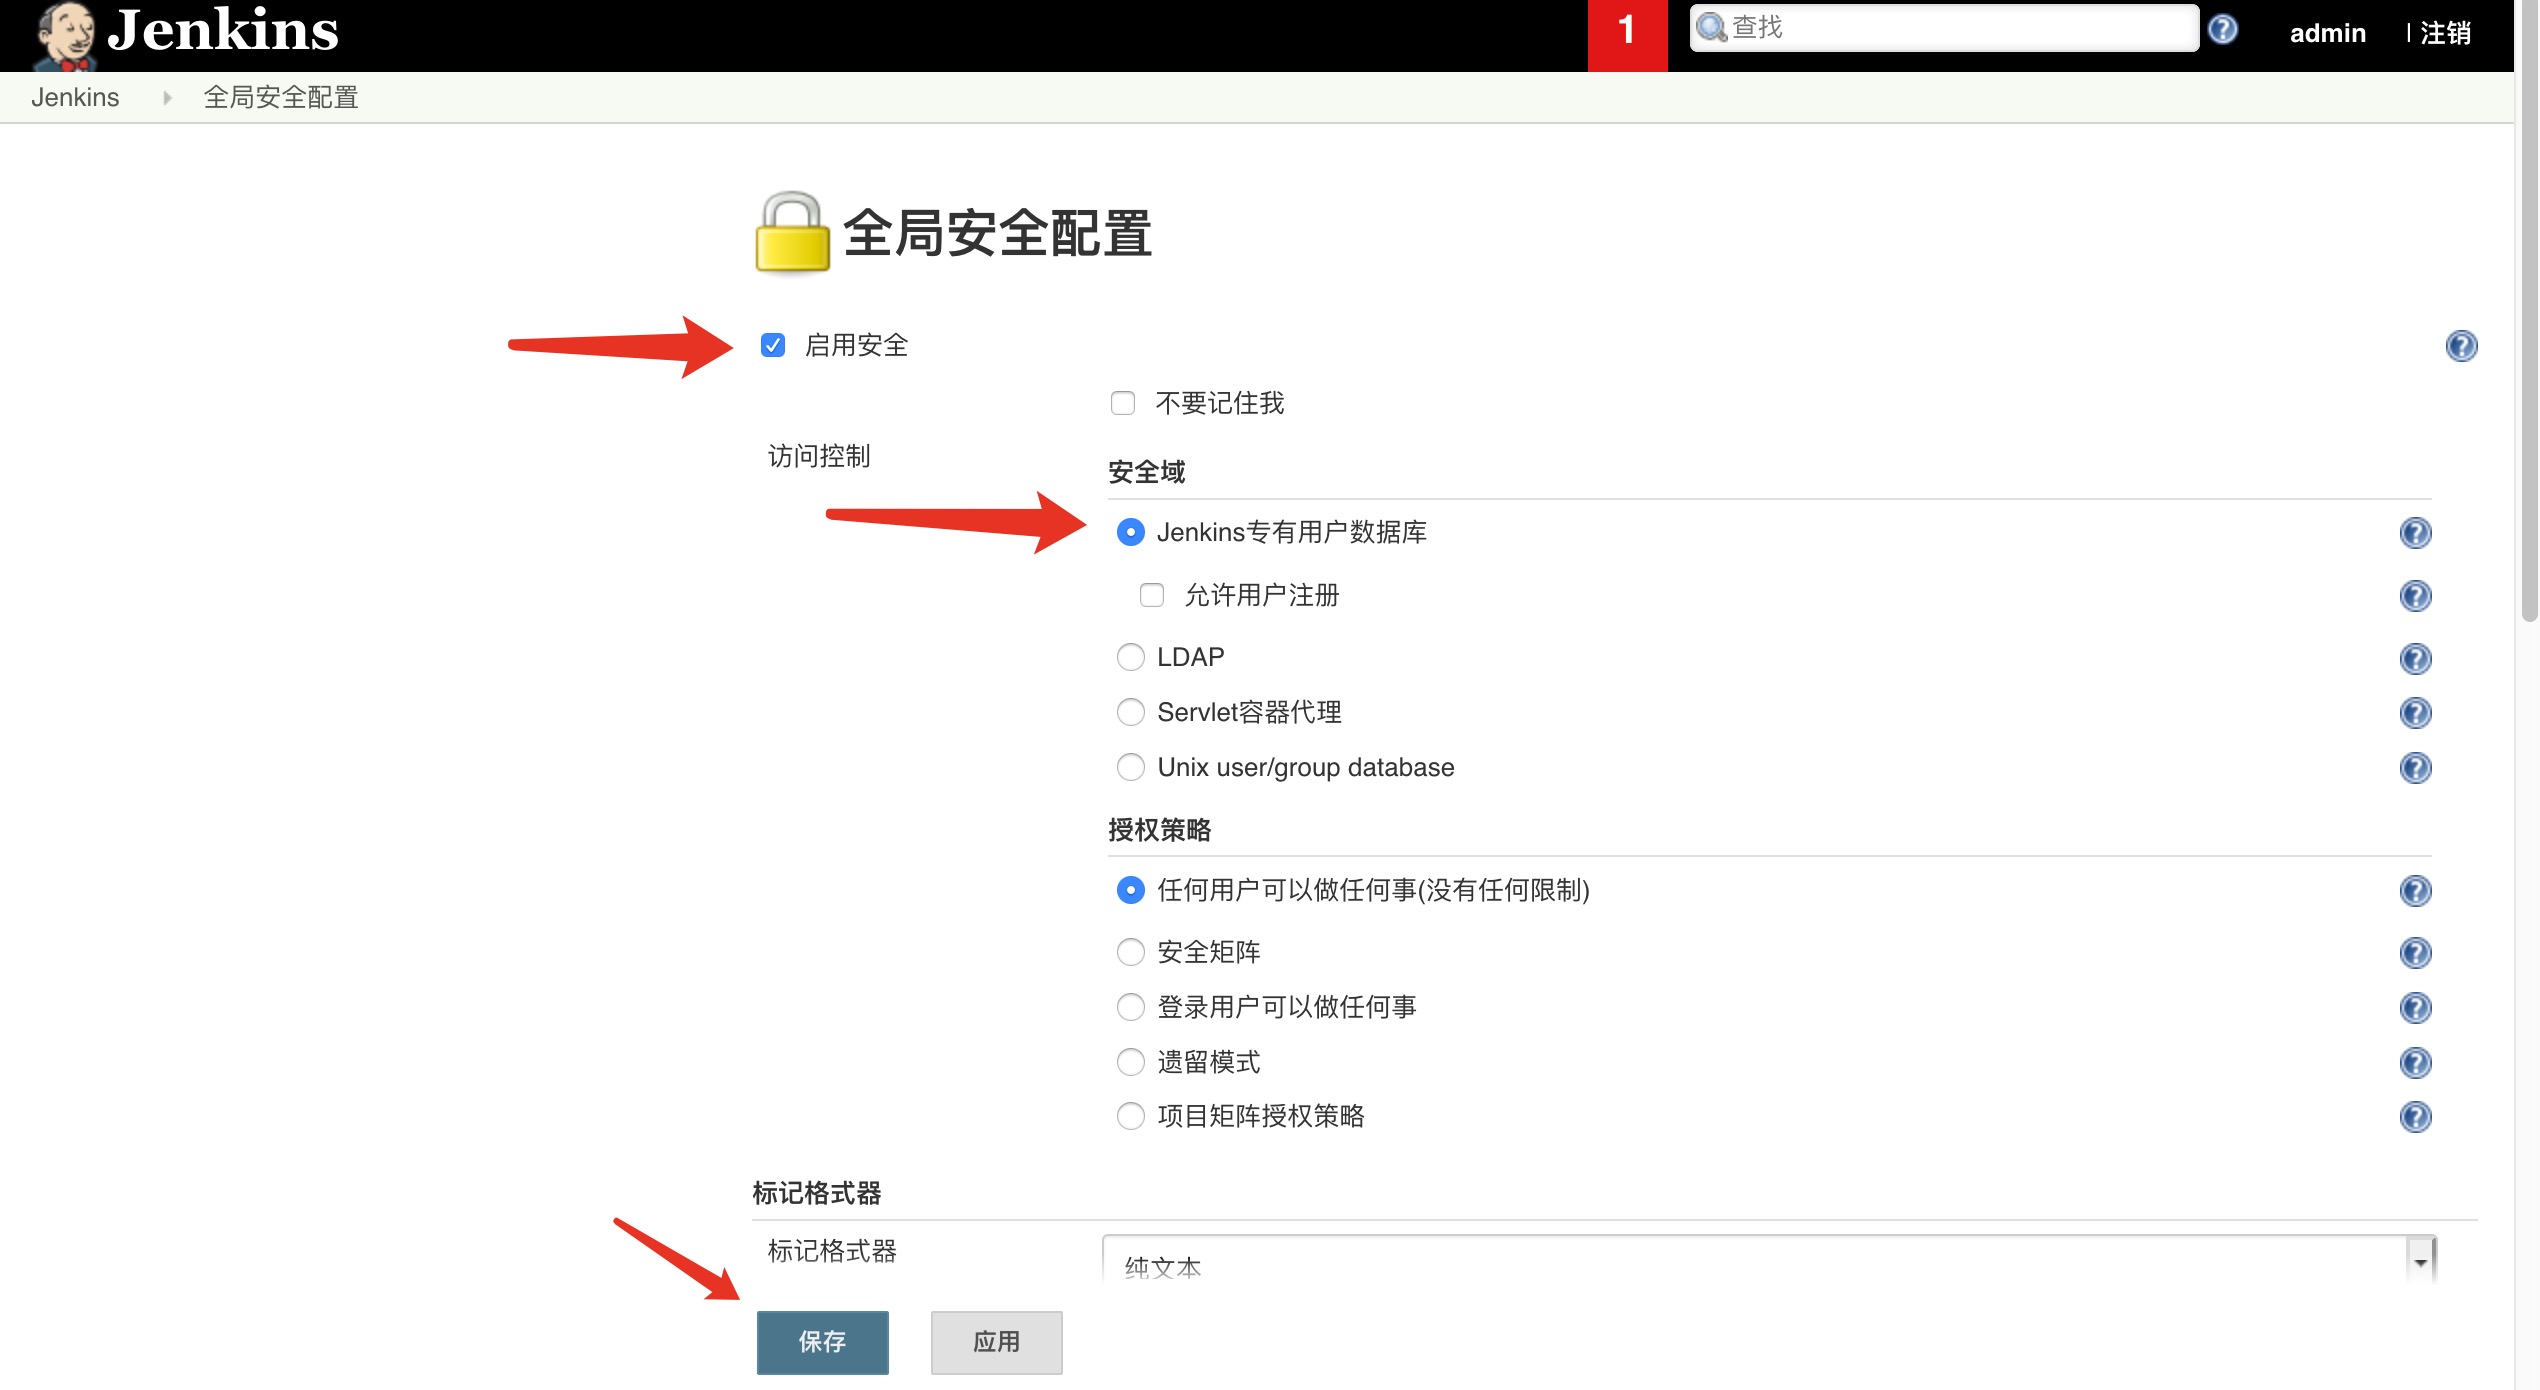 Jenkins
1
查找
admin
| 注销
Jenkins
全局安全配置
全局安全配置
启用安全
不要记住我
访问控制
安全域
Jenkins专有用户数据库
允许用户注册
LDAP
Servlet容器代理
Unix user/group database
授权策略
任何用户可以做任何事(没有任何限制)
安全矩阵
登录用户可以做任何事
遗留模式
项目矩阵授权策略
标记格式器
标记格式器
纯文本
保存
应用